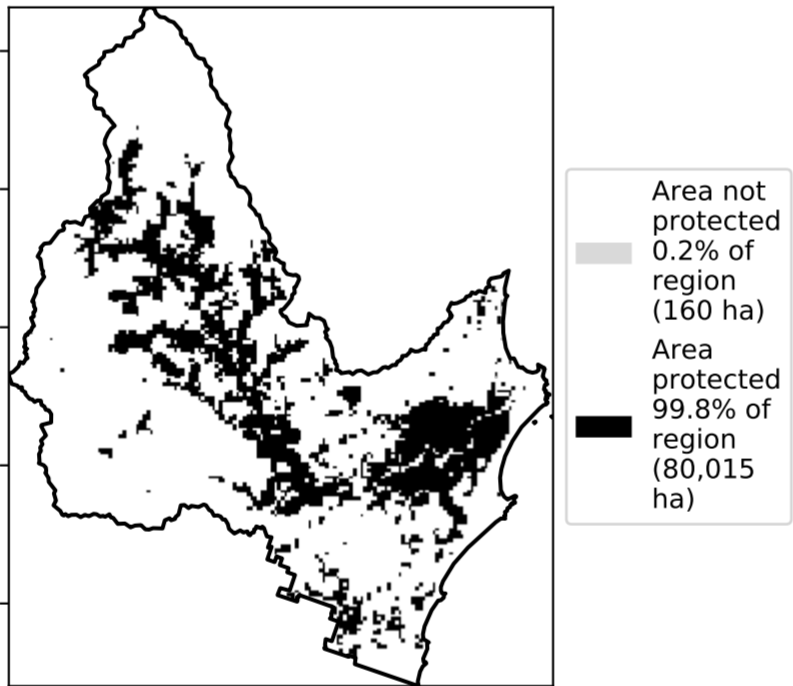 Area not
protected
0.2% of
region
(160 ha)
Area
protected
99.8% of
region
(80,015
ha)